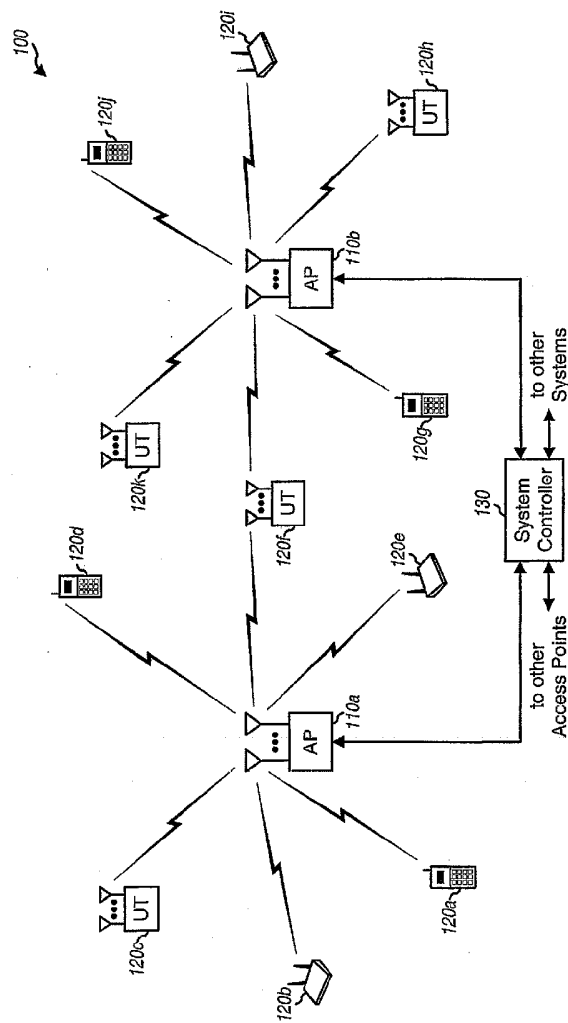 100
120j
120i
120d
120k
UT
120h
UT
120c
UT
120f
UT
AP
110a
AP
110b
120b
120a
120e
120g
130
System
Controller
to other
Access Points
to other
Systems